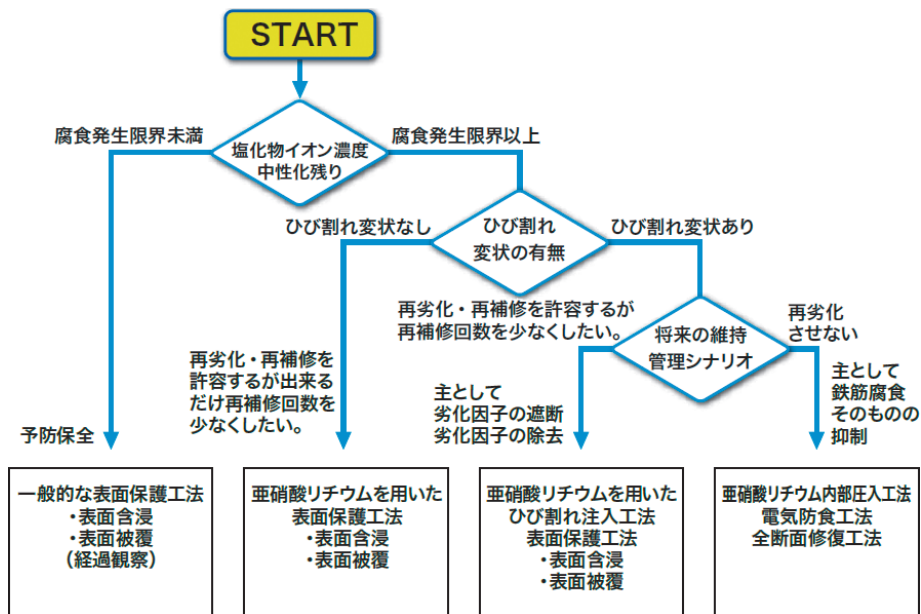 START
塩化物イオン濃度
中性化残り
腐食発生限界未満
腐食発生限界以上
ひび割れ
変状の有無
ひび割れ変状なし
ひび割れ変状あり
将来の維持
管理シナリオ
再劣化・再補修を許容するが
再補修回数を少なくしたい。
再劣化
させない
再劣化・再補修を
許容するが出来る
だけ再補修回数を
少なくしたい。
主として
劣化因子の遮断
劣化因子の除去
主として
鉄筋腐食
そのものの
抑制
予防保全
一般的な表面保護工法
・表面含浸
・表面被覆
（経過観察）
亜硝酸リチウムを用いた
表面保護工法
・表面含浸
・表面被覆
亜硝酸リチウムを用いた
ひび割れ注入工法
表面保護工法
・表面含浸
・表面被覆
亜硝酸リチウム内部圧入工法
電気防食工法
全断面修復工法